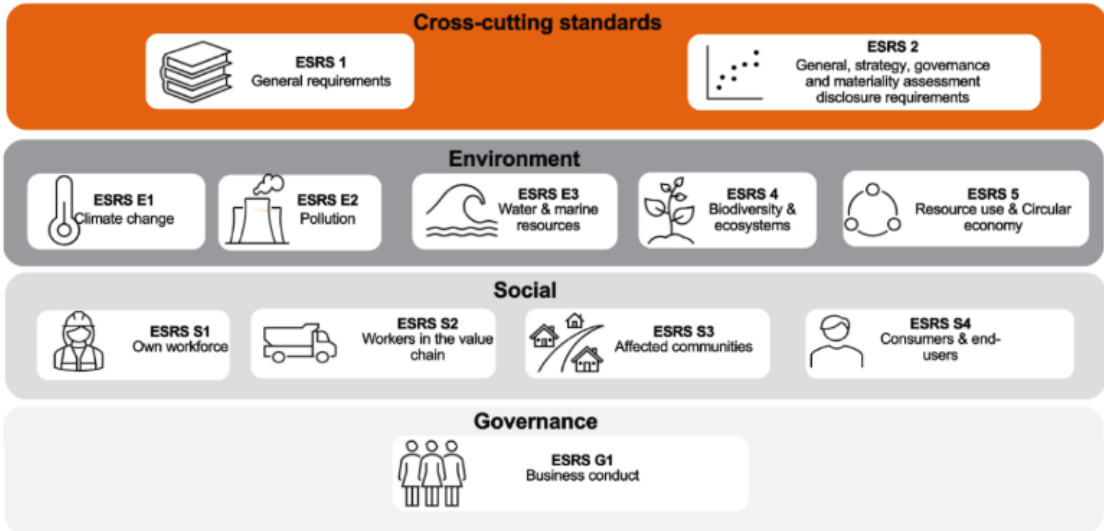 Cross-cutting standards
ESRS 1
General requirements
ESRS 2
General, strategy, governance
and materiality assessment
disclosure requirements
Environment
ESRS E1
Climate change
ESRS E2
Pollution
ESRS E3
Water & marine
resources
ESRS 4
Biodiversity &
ecosystems
ESRS 5
Resource use & Circular
economy
Social
ESRS S1
Own workforce
ESRS S2
Workers in the value
chain
ESRS S3
Affected communities
ESRS S4
Consumers & end-
users
Governance
ESRS G1
Business conduct